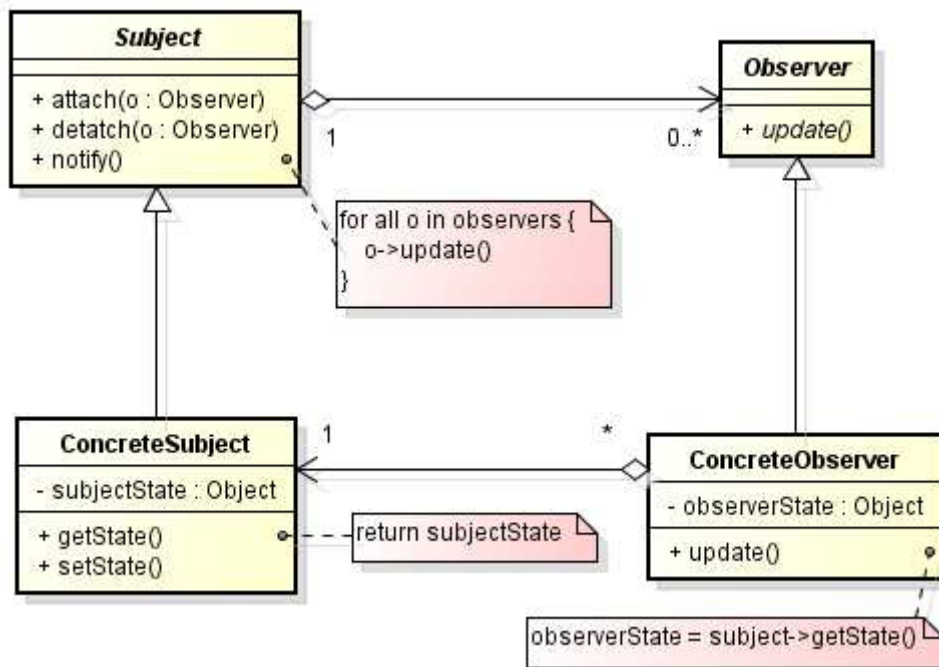 Subject
+ attach(o : Observer)
+ detatch(o : Observer)
+ notify()
1
0..*
Observer
+ update()
for all o in observers {
o->update()
}
ConcreteSubject
- subjectState : Object
+ getState()
+ setState()
1
*
return subjectState
ConcreteObserver
- observerState : Object
+ update()
observerState = subject->getState()